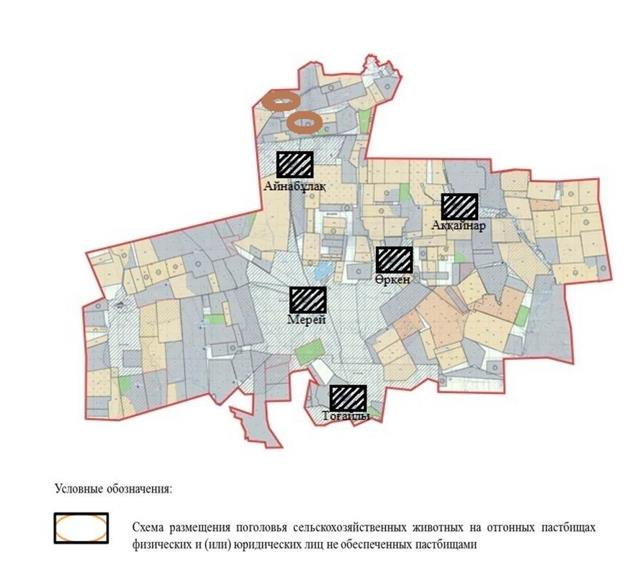 Айнабұлақ
Аққайнар
Өркен
Мерей
Тоғайлы
Условные обозначения:
Схема размещения поголовья сельскохозяйственных животных на отгонных пастбищах
физических и (или) юридических лиц не обеспеченных пастбищами